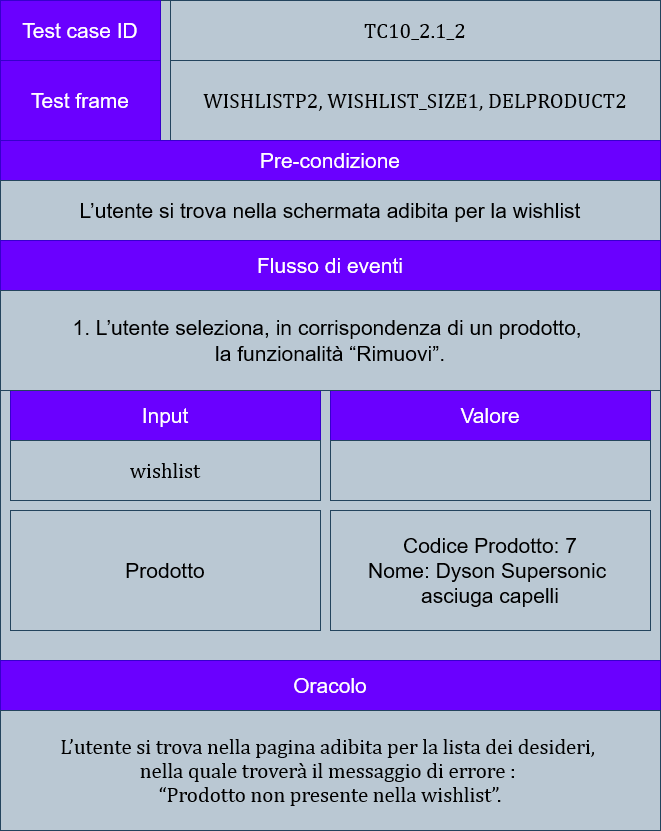 Test case ID
TC10_2.1_2
Test frame
WISHLISTP2, WISHLIST_SIZE1, DELPRODUCT2
Pre-condizione
L’utente si trova nella schermata adibita per la wishlist
Flusso di eventi
1. L’utente seleziona, in corrispondenza di un prodotto,
la funzionalità “Rimuovi”.
Input
Valore
wishlist
Prodotto
Codice Prodotto: 7
Nome: Dyson Supersonic
asciuga capelli
Oracolo
L’utente si trova nella pagina adibita per la lista dei desideri,
nella quale troverà il messaggio di errore :
“Prodotto non presente nella wishlist”.